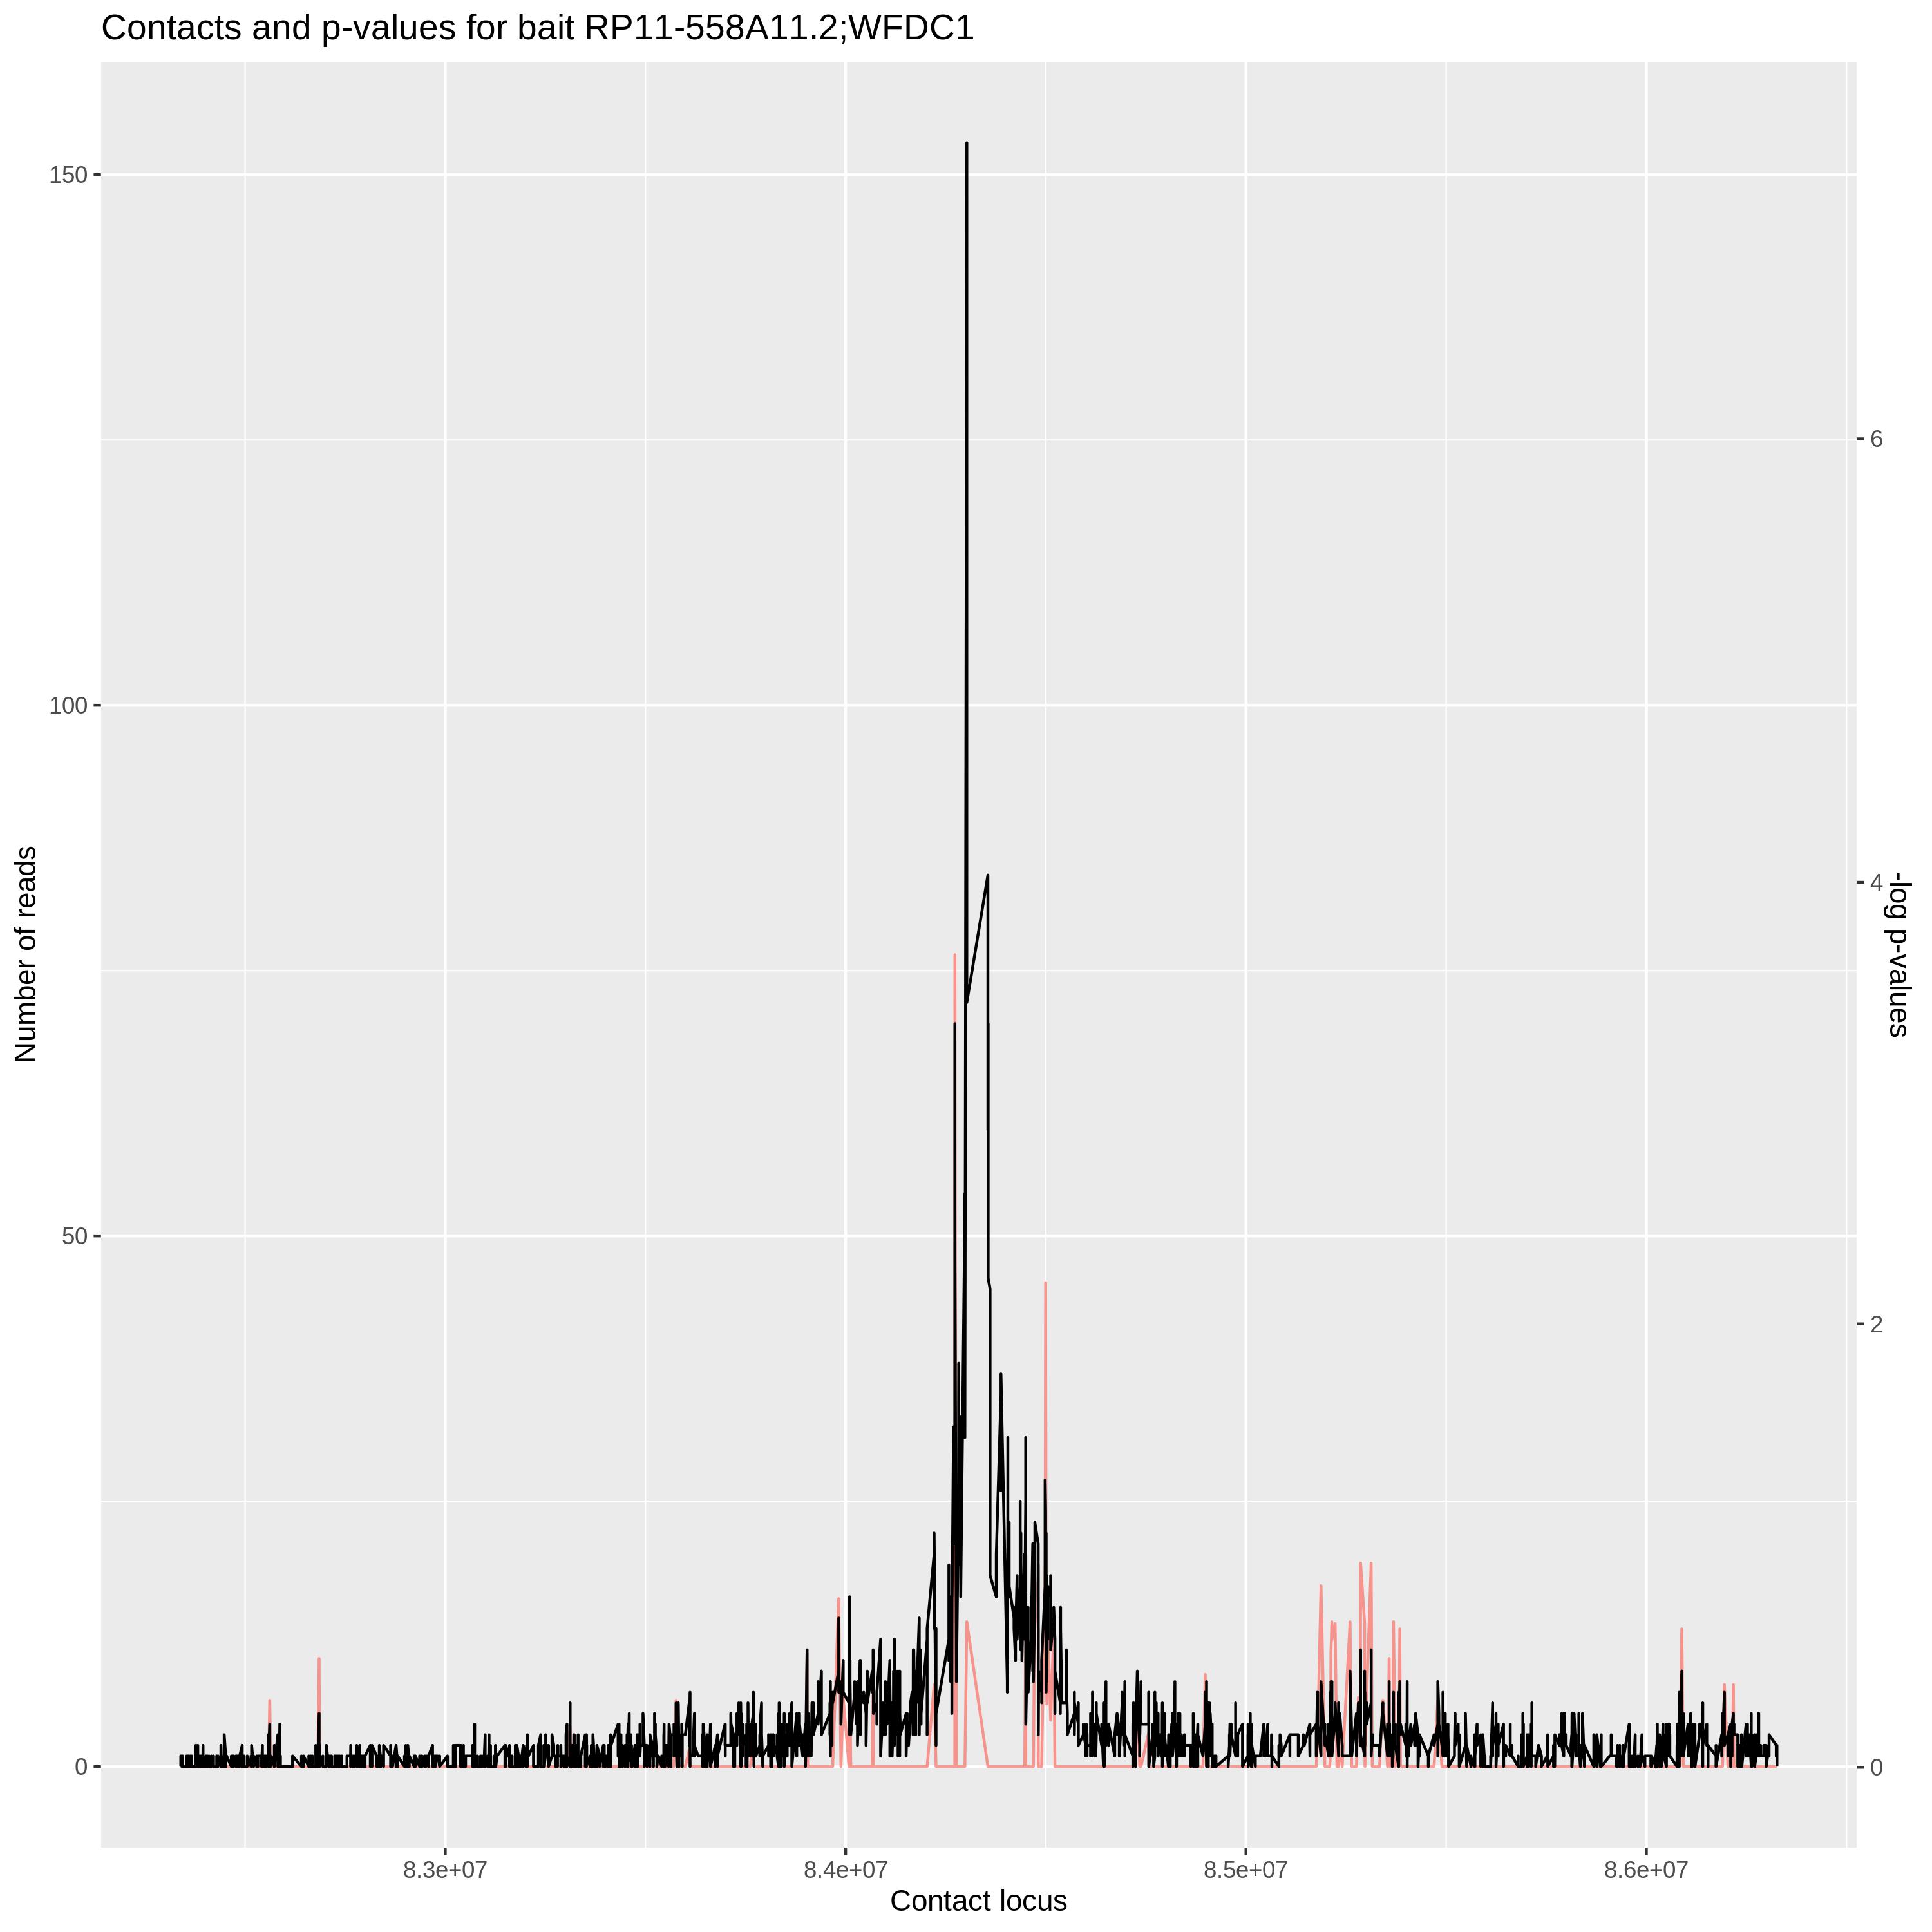 Contacts and p-values for bait RP11-558A11.2;WFDC1
150
100
50
0
Number of reads
6
4
2
0
-log p-values
8.3e+07
8.4e+07
8.5e+07
8.6e+07
Contact locus